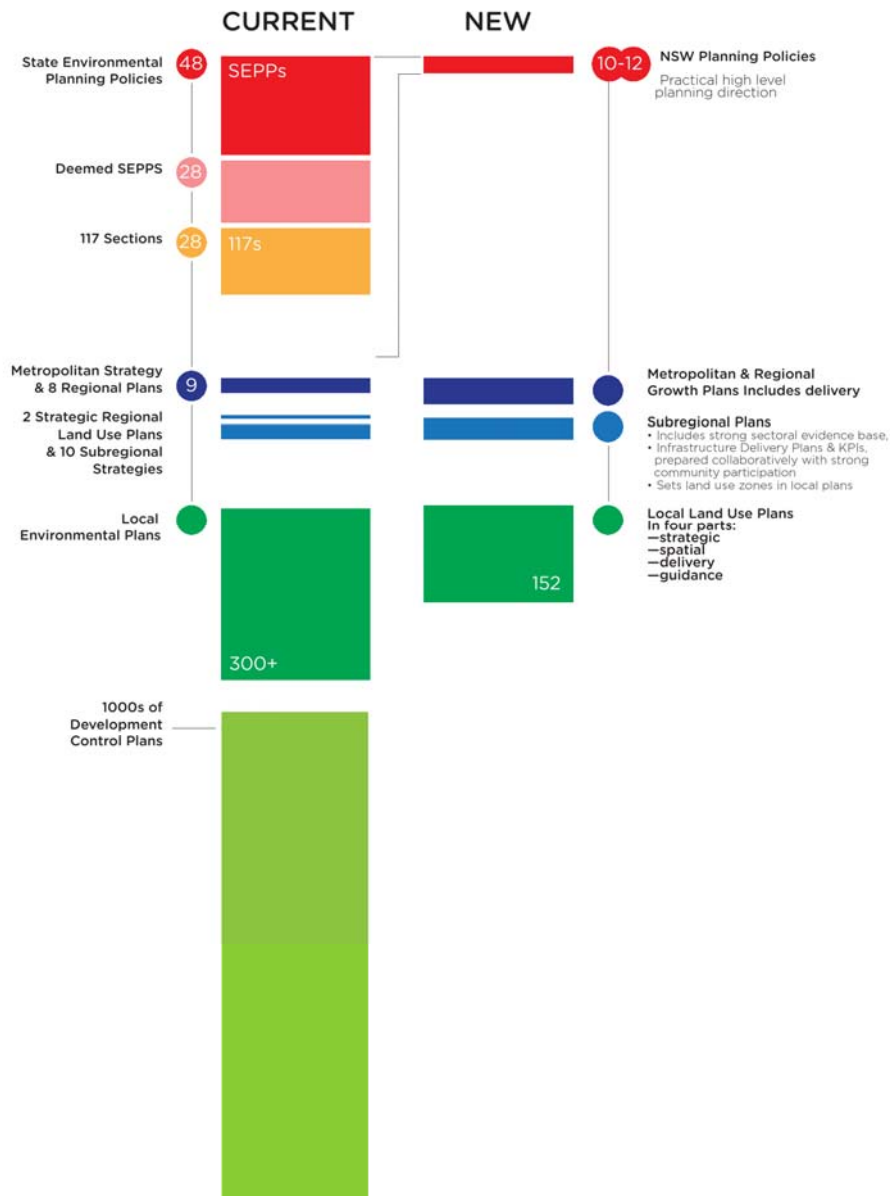 CURRENT
NEW
State Environmental
Planning Policies
48
SEPPs
10-12
NSW Planning Policies
Practical high level
planning direction
Deemed SEPPS
28
117 Sections
28
117s
Metropolitan Strategy
& 8 Regional Plans
9
Metropolitan & Regional
Growth Plans Includes delivery
2 Strategic Regional
Land Use Plans
& 10 Subregional
Strategies
Subregional Plans
• Includes strong sectoral evidence base,
• Infrastructure Delivery Plans & KPIs,
prepared collaboratively with strong
community participation
• Sets land use zones in local plans
Local
Environmental Plans
300+
152
Local Land Use Plans
In four parts:
—strategic
—spatial
—delivery
—guidance
1000s of
Development
Control Plans